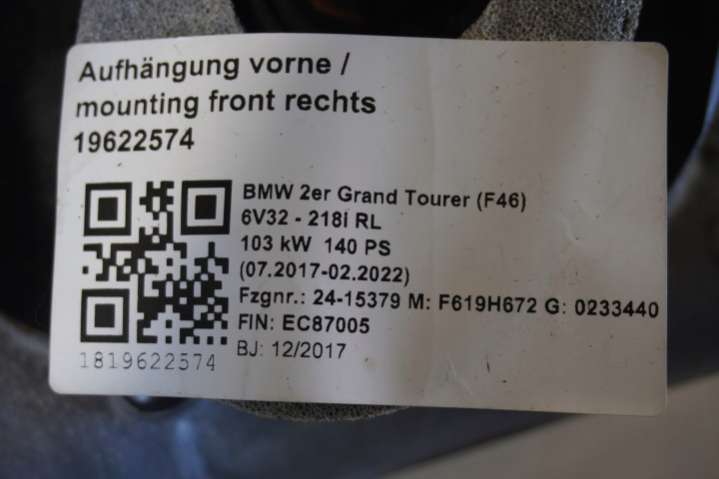 Aufhängung vorne /
mounting front rechts
19622574
BMW 2er Grand Tourer (F46)
6V32 - 218i RL
103 kW 140 PS
(07.2017-02.2022)
Fzgnr.: 24-15379 M: F619H672 G: 0233440
FIN: EC87005
BJ: 12/2017
1819622574